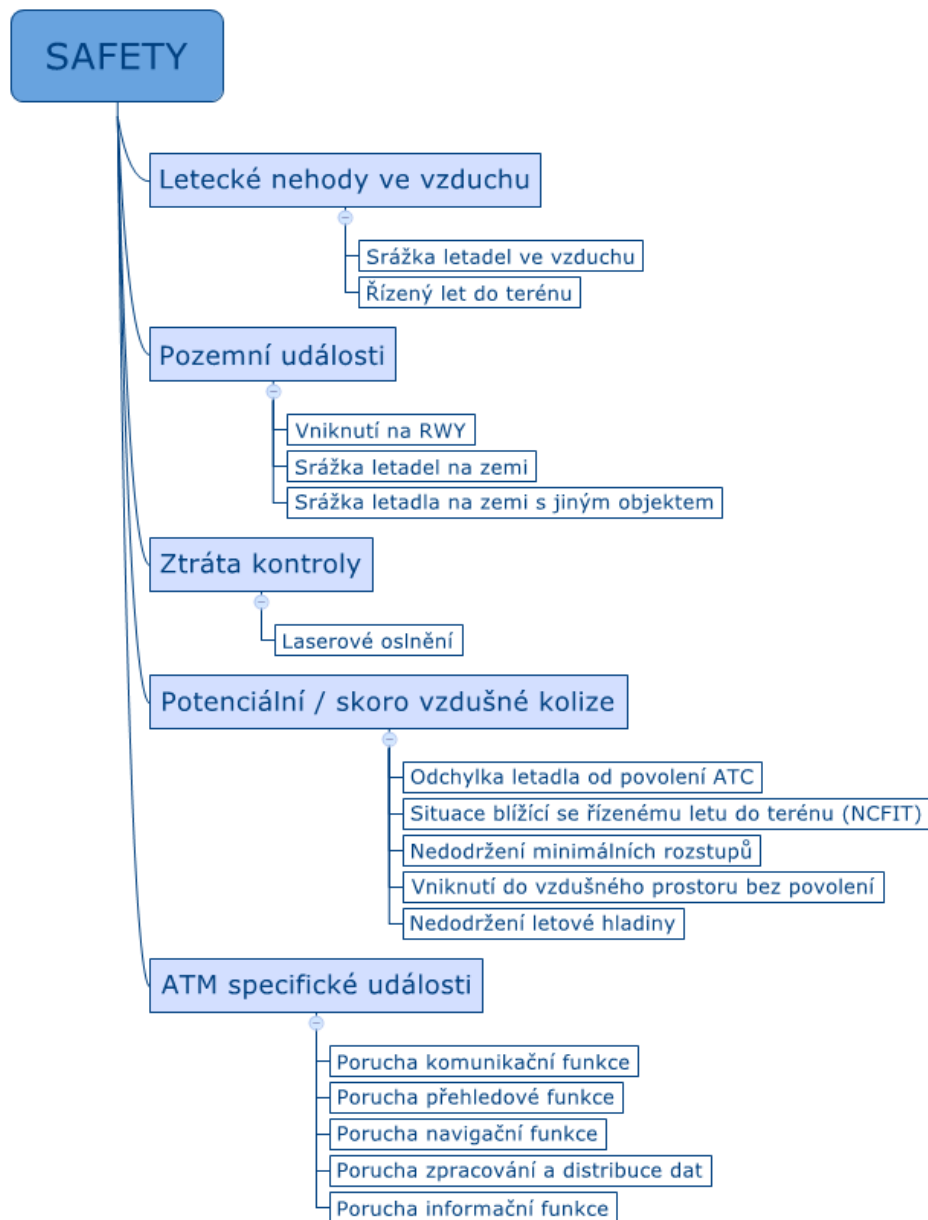 SAFETY
Letecké nehody ve vzduchu
Srážka letadel ve vzduchu
Řízený let do terénu
Pozemní události
Vniknutí na RWY
Srážka letadel na zemi
Srážka letadla na zemi s jiným objektem
Ztráta kontroly
Laserové oslnění
Potenciální / skoro vzdušné kolize
Odchylka letadla od povolení ATC
Situace blížící se řízenému letu do terénu (NCFIT)
Nedodržení minimálních rozstupů
Vniknutí do vzdušného prostoru bez povolení
Nedodržení letové hladiny
ATM specifické události
Porucha komunikační funkce
Porucha přehledové funkce
Porucha navigační funkce
Porucha zpracování a distribuce dat
Porucha informační funkce